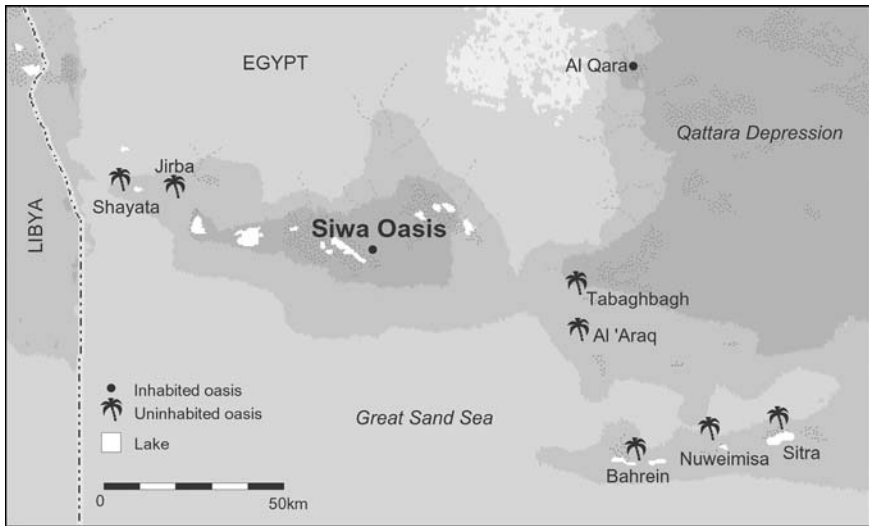 EGYPT
Al Qara
Qattara Depression
Jirba
Shayata
LIBYA
Siwa Oasis
Tabaghbagh
Al 'Araq
Inhabited oasis
Uninhabited oasis
Lake
Great Sand Sea
Bahrein
Nuweimisa
Sitra
0
50km